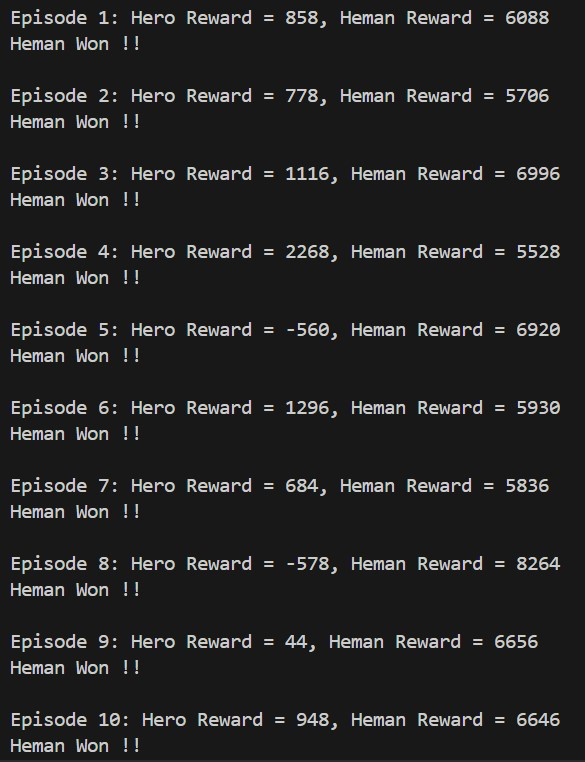 Episode 1: Hero Reward = 858, Heman Reward = 6088
Heman Won !!
Episode 2: Hero Reward = 778, Heman Reward = 5706
Heman Won !!
Episode 3: Hero Reward = 1116, Heman Reward = 6996
Heman Won !!
Episode 4: Hero Reward = 2268, Heman Reward = 5528
Heman Won !!
Episode 5: Hero Reward = -560, Heman Reward = 6920
Heman Won !!
Episode 6: Hero Reward = 1296, Heman Reward = 5930
Heman Won !!
Episode 7: Hero Reward = 684, Heman Reward = 5836
Heman Won !!
Episode 8: Hero Reward = -578, Heman Reward = 8264
Heman Won !!
Episode 9: Hero Reward = 44, Heman Reward = 6656
Heman Won !!
Episode 10: Hero Reward = 948, Heman Reward = 6646
Heman Won !!